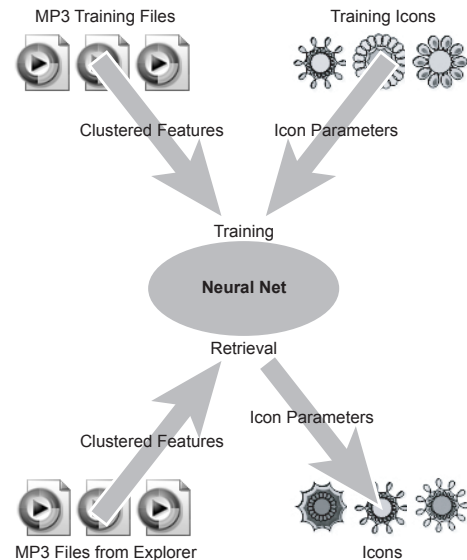 MP3 Training Files
Training Icons
Clustered Features
Icon Parameters
Training
Neural Net
Retrieval
Icon Parameters
Clustered Features
MP3 Files from Explorer
Icons